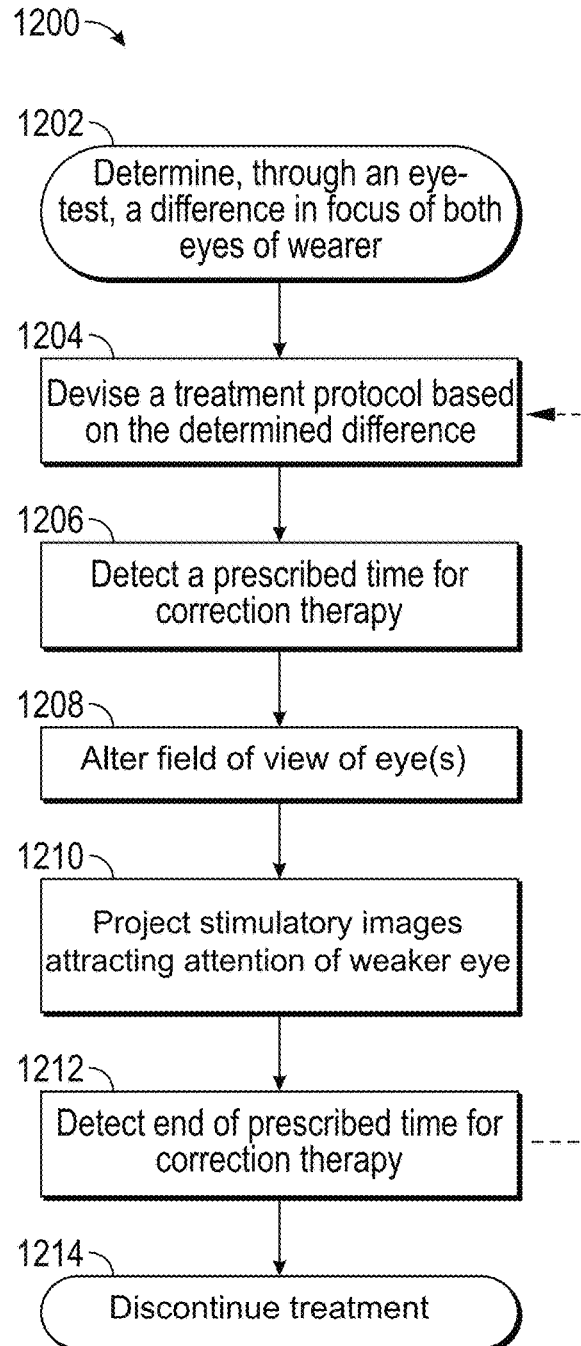 1200
1202
Determine, through an eye-
test, a difference in focus of both
eyes of wearer
1204
Devise a treatment protocol based
on the determined difference
1206
Detect a prescribed time for
correction therapy
1208
Alter field of view of eye(s)
1210
Project stimulatory images
attracting attention of weaker eye
1212
Detect end of prescribed time for
correction therapy
1214
Discontinue treatment